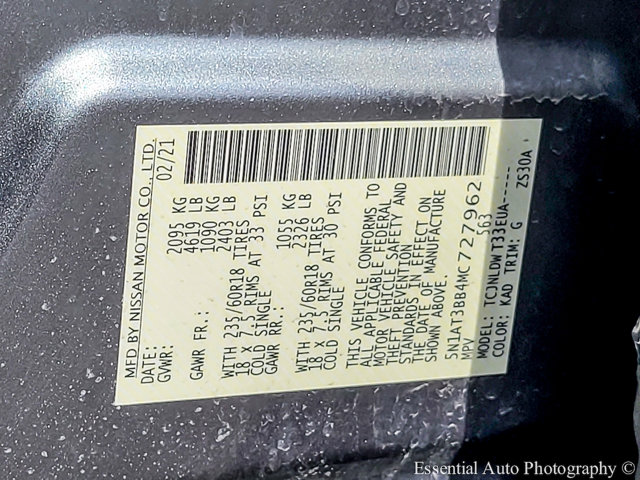 MFD BY NISSAN MOTOR CO., LTD.
DATE: 02/21
GVWR: 2095 KG
4619 LB
GAWR FR.: 1090 KG
2403 LB
WITH 235/60R18 TIRES
18 x 7.5 RIMS AT 33 PSI
COLD SINGLE
GAWR RR.: 1055 KG
2326 LB
WITH 235/60R18 TIRES
18 x 7.5 RIMS AT 30 PSI
COLD SINGLE
THIS VEHICLE CONFORMS TO
ALL APPLICABLE FEDERAL
MOTOR VEHICLE SAFETY AND
THEFT PREVENTION
STANDARDS IN EFFECT ON
THE DATE OF MANUFACTURE
SHOWN ABOVE.
5N1AT3BB4MC727962
MPV 563
MODEL: TCJNLDWT33EUA-----
COLOR: KAD TRIM: G ZS30A
Essential Auto Photography ©